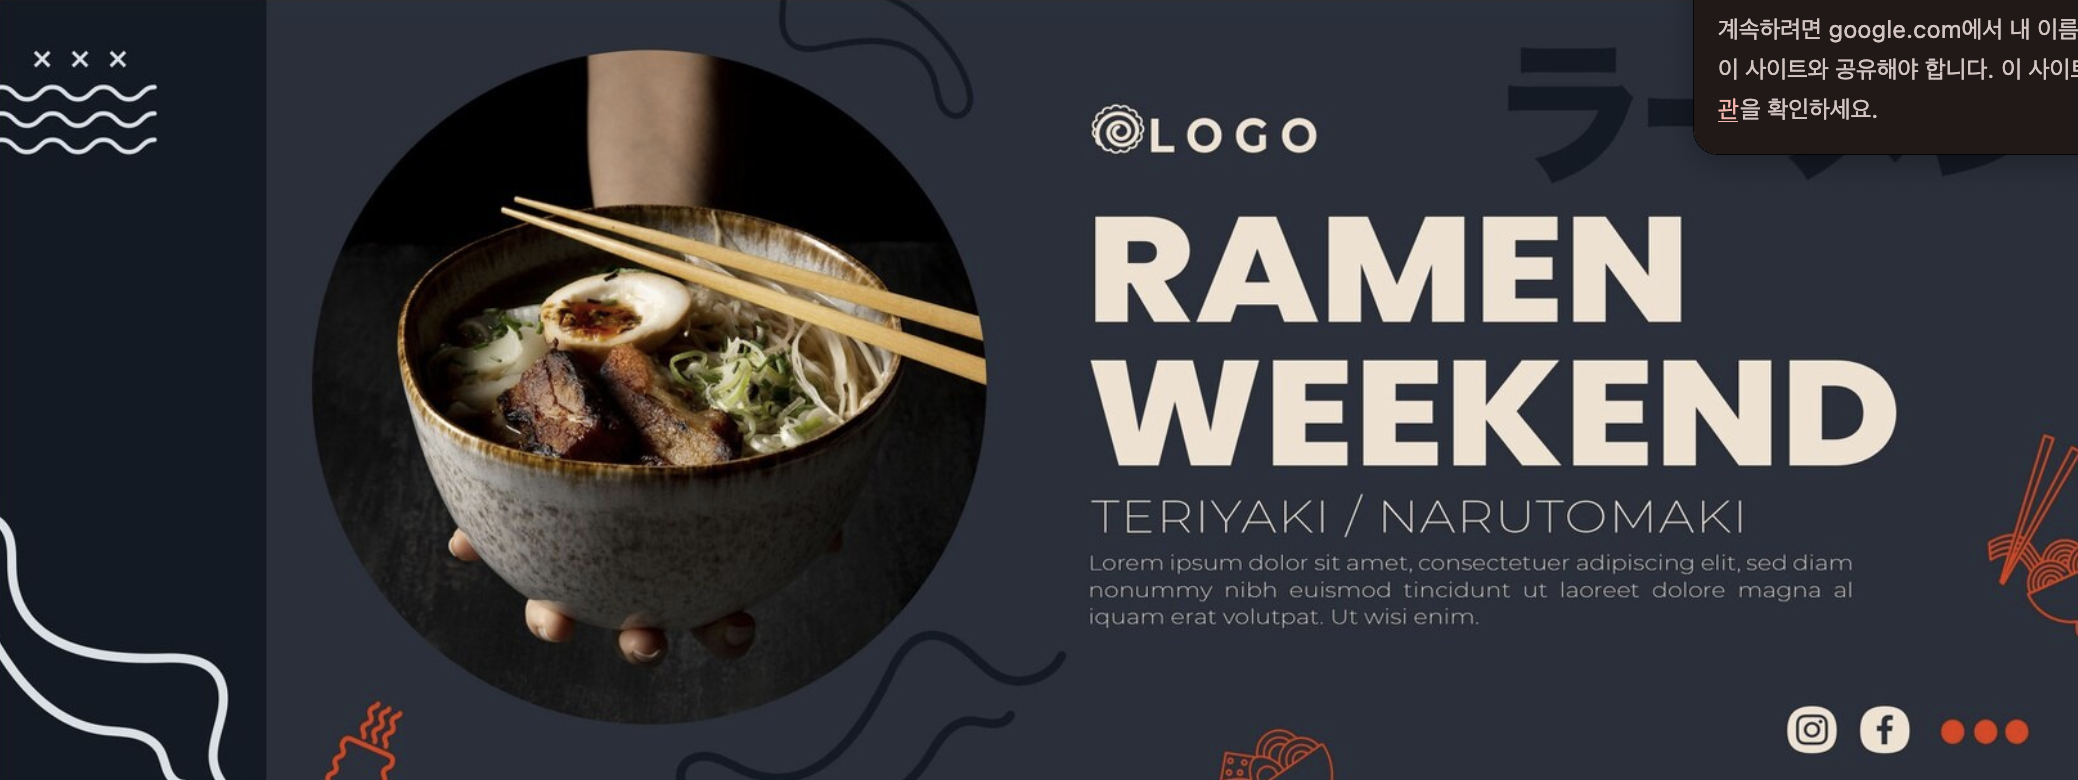 계속하려면 google.com에서 내 이름
이 사이트와 공유해야 합니다. 이 사이트
관을 확인하세요.
ラー
LOGO
RAMEN
WEEKEND
TERIYAKI / NARUTOMAKI
Lorem ipsum dolor sit amet, consectetuer adipiscing elit, sed diam
nonummy nibh euismod tincidunt ut laoreet dolore magna al
iquam erat volutpat. Ut wisi enim.